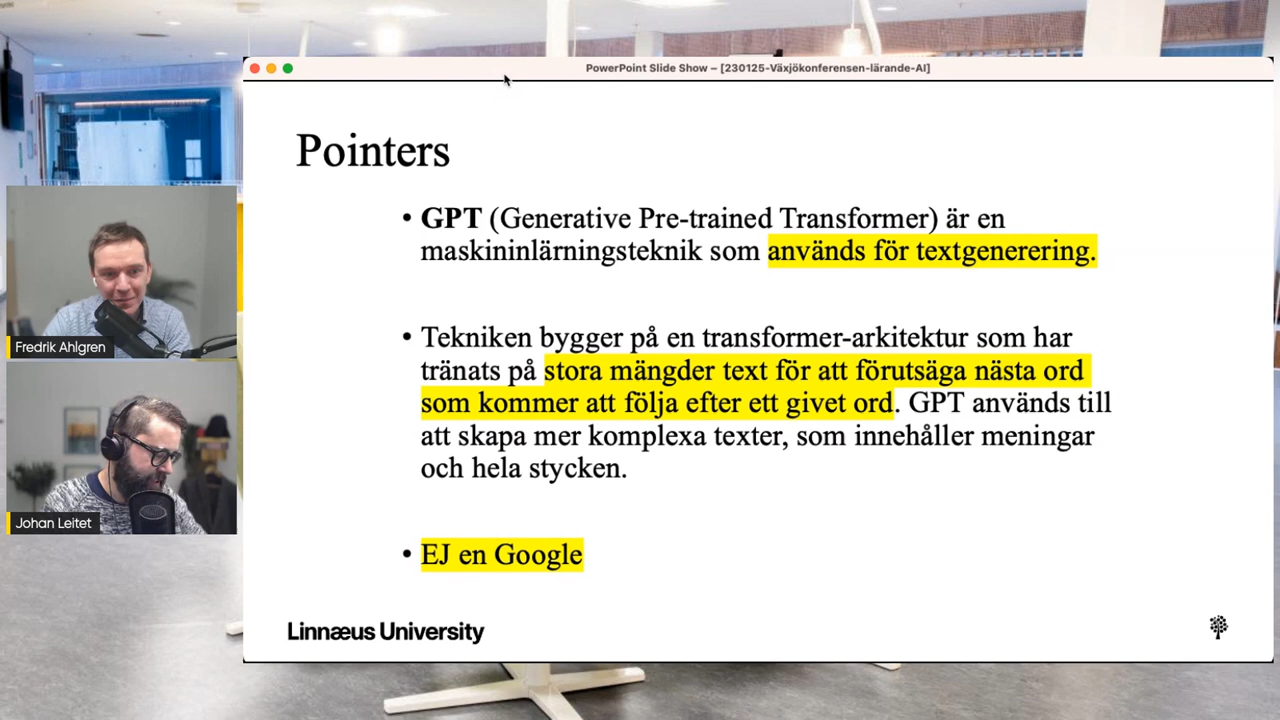 PowerPoint Slide Show – [230125-Växjökonferensen-lärande-AI]
Pointers
• GPT (Generative Pre-trained Transformer) är en
maskininlärningsteknik som används för textgenerering.
• Tekniken bygger på en transformer-arkitektur som har
tränats på stora mängder text för att förutsäga nästa ord
som kommer att följa efter ett givet ord. GPT används till
att skapa mer komplexa texter, som innehåller meningar
och hela stycken.
• EJ en Google
Linnæus University
Fredrik Ahlgren
Johan Leitet